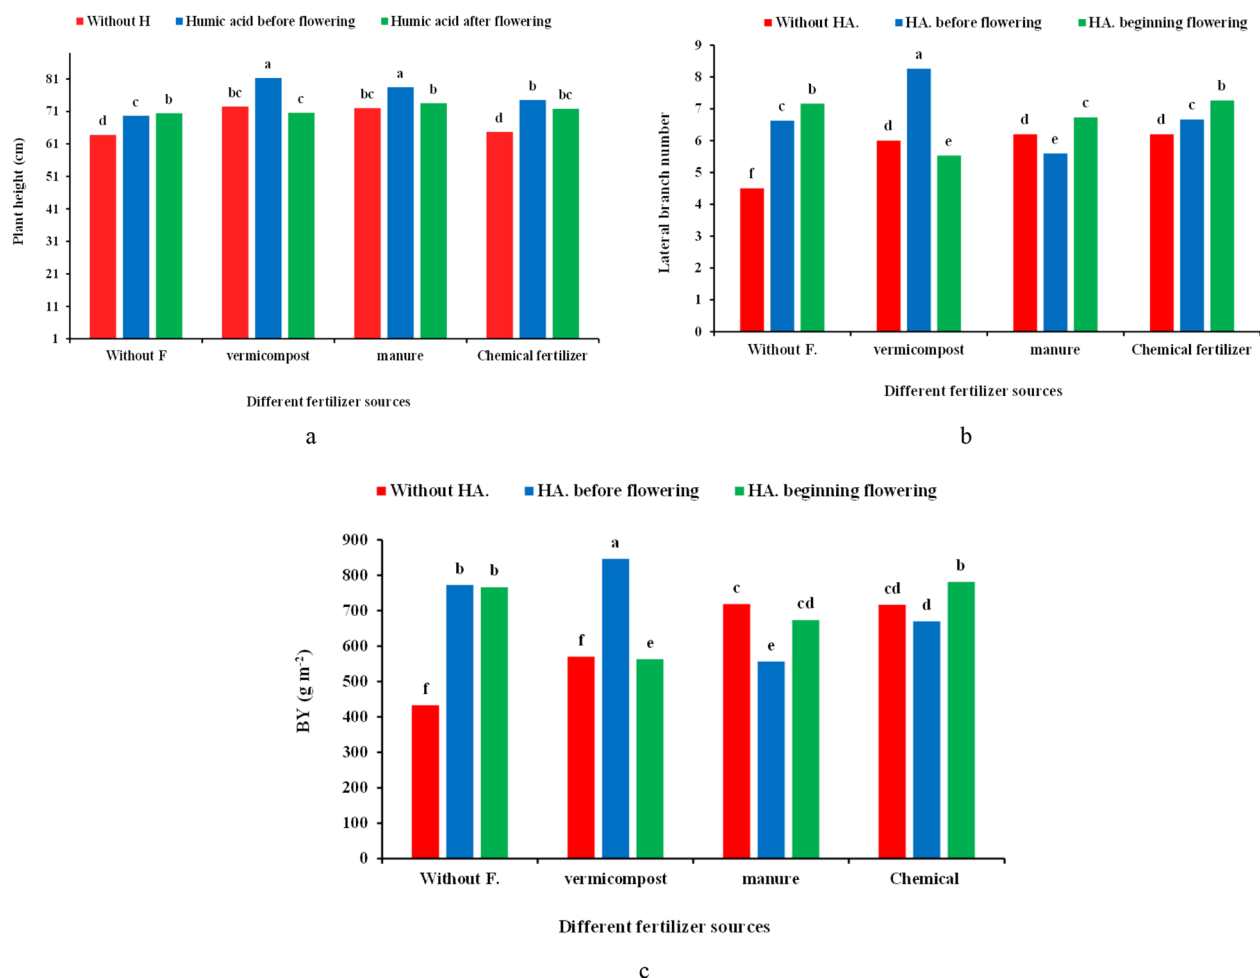 Without H Humic acid before flowering Humic acid after flowering
Plant height (cm)
81
71
61
51
41
31
21
11
1
d c b
bc a c
bc a b
d b bc
Without F vermicompost manure Chemical fertilizer
Different fertilizer sources
a
Without HA. HA. before flowering HA. beginning flowering
Lateral branch number
9
8
7
6
5
4
3
2
1
0
f c b
d a e
d e c
d c b
Without F. vermicompost manure Chemical fertilizer
Different fertilizer sources
b
Without HA. HA. before flowering HA. beginning flowering
BY (g m-2)
900
800
700
600
500
400
300
200
100
0
f b b
f a e
c e cd
cd d b
Without F. vermicompost manure Chemical
Different fertilizer sources
c